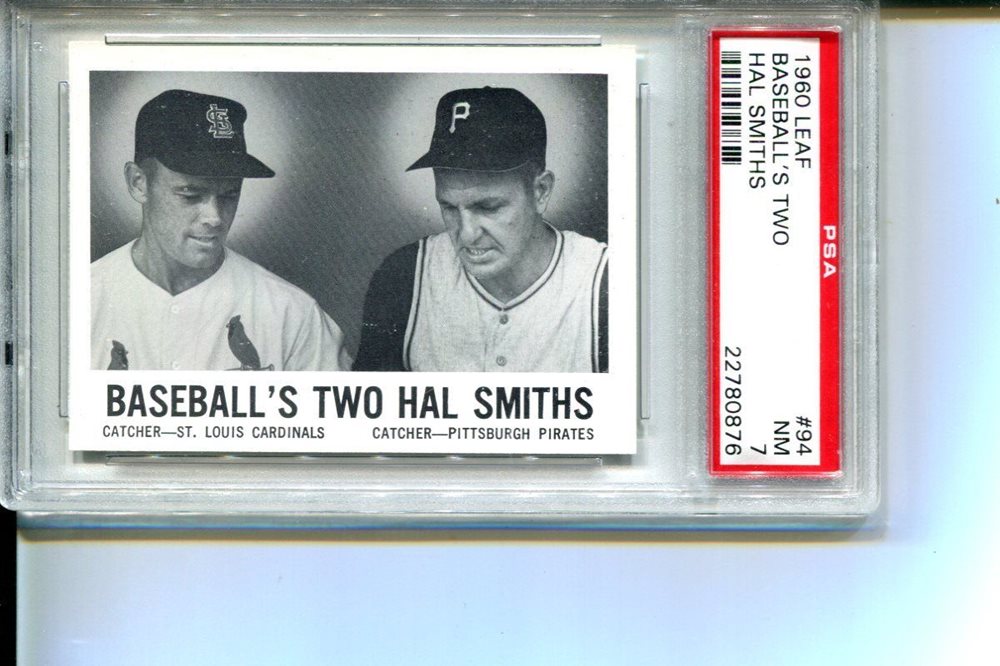 BASEBALL'S TWO HAL SMITHS
CATCHER—ST. LOUIS CARDINALS
CATCHER—PITTSBURGH PIRATES
StL
P
1960 LEAF
BASEBALL'S TWO
HAL SMITHS
#94
NM
7
22780876
PSA